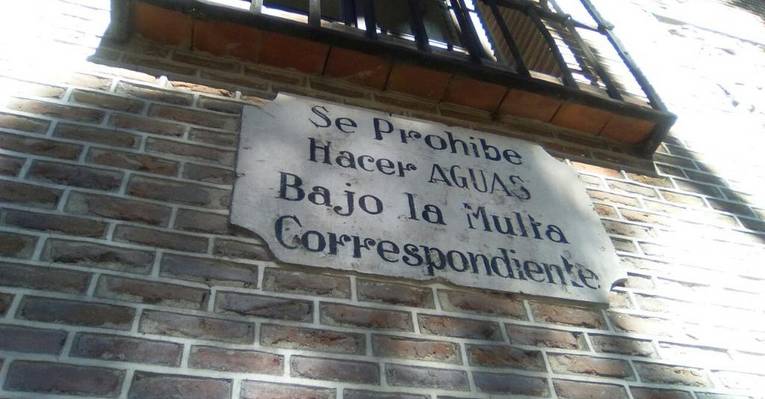 Se Prohibe
Hacer AGUAS
Bajo la Multa
Correspondiente